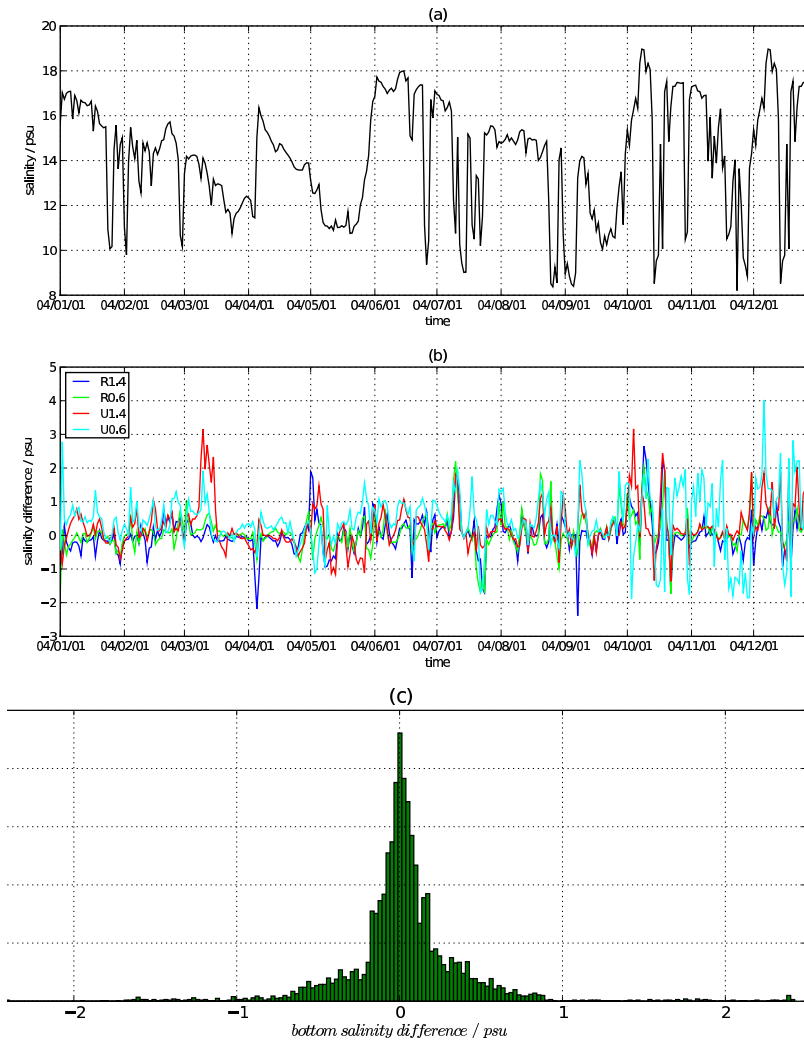 (a)
20
18
16
14
12
10
8
salinity / psu
04/01/01 04/02/01 04/03/01 04/04/01 04/05/01 04/06/01 04/07/01 04/08/01 04/09/01 04/10/01 04/11/01 04/12/01
time
(b)
5
4
3
2
1
0
−1
−2
−3
salinity difference / psu
R1.4
R0.6
U1.4
U0.6
04/01/01 04/02/01 04/03/01 04/04/01 04/05/01 04/06/01 04/07/01 04/08/01 04/09/01 04/10/01 04/11/01 04/12/01
time
(c)
−2 −1 0 1 2
bottom salinity difference / psu